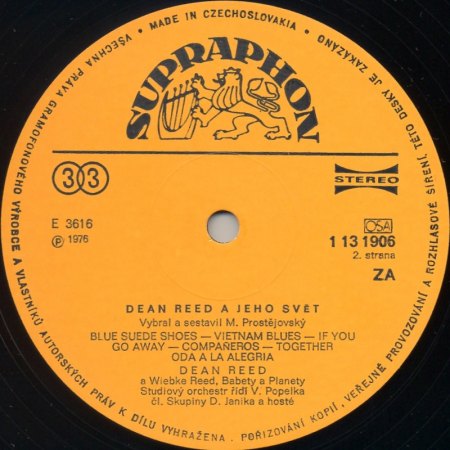 VŠECHNA PRÁVA GRAMOFONOVÉHO VÝROBCE A VLASTNÍKŮ AUTORSKÝCH PRÁV K DÍLU VYHRAŽENA. POŘIZOVÁNÍ KOPIÍ, VEŘEJNÉ PROVOZOVÁNÍ A ROZHLASOVÉ ŠÍŘENÍ TÉTO DESKY JE ZAKÁZÁNO
• MADE IN CZECHOSLOVAKIA •
SUPRAPHON
33
STEREO
E 3616
Ⓟ 1976
OSA
1 13 1906
2. strana
ZA
DEAN REED A JEHO SVĚT
Vybral a sestavil M. Prostějovský
BLUE SUEDE SHOES — VIETNAM BLUES — IF YOU
GO AWAY — COMPAÑEROS — TOGETHER
ODA A LA ALEGRIA
DEAN REED
a Wiebke Reed, Babety a Planety
Studiový orchestr řídí V. Popelka
čl. Skupiny D. Janíka a hosté